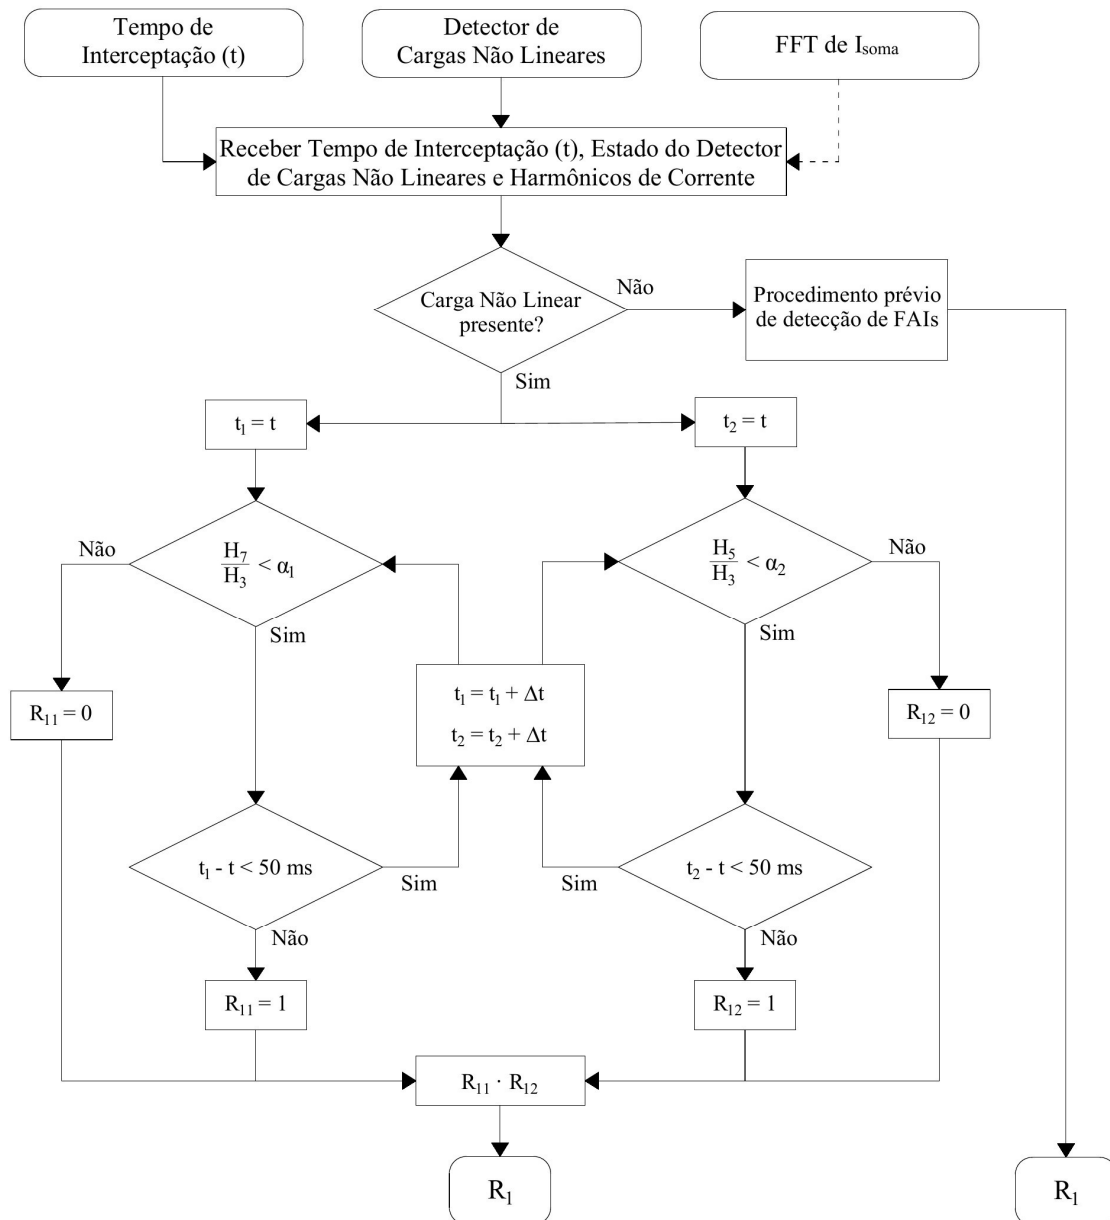 Tempo de
Interceptação (t)
Detector de
Cargas Não Lineares
FFT de Isoma
Receber Tempo de Interceptação (t), Estado do Detector
de Cargas Não Lineares e Harmônicos de Corrente
Carga Não Linear
presente?
Não
Procedimento prévio
de detecção de FAIs
Sim
t1 = t
t2 = t
Não
H7
H3 < α1
Sim
H5
H3 < α2
Não
Sim
R11 = 0
t1 = t1 + Δt
t2 = t2 + Δt
R12 = 0
t1 - t < 50 ms
Sim
Não
t2 - t < 50 ms
Sim
Não
R11 = 1
R12 = 1
R11 · R12
R1
R1